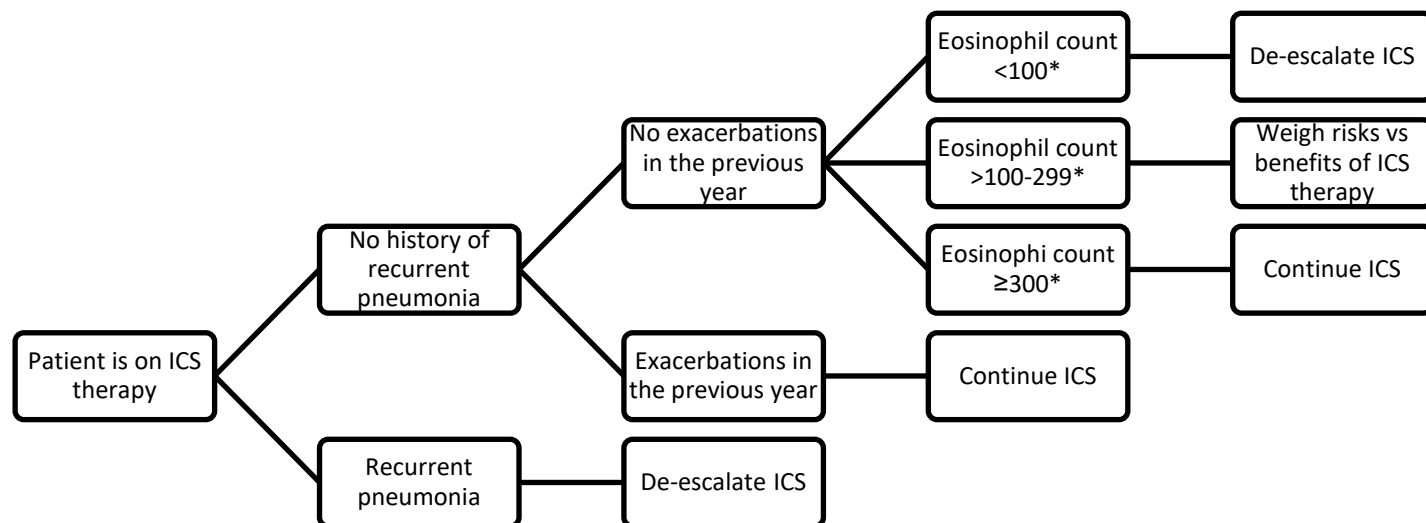 Patient is on ICS
therapy
No history of
recurrent
pneumonia
No exacerbations
in the previous
year
Eosinophil count
<100*
De-escalate ICS
Eosinophil count
>100-299*
Weigh risks vs
benefits of ICS
therapy
Eosinophi count
≥300*
Continue ICS
Exacerbations in
the previous year
Continue ICS
Recurrent
pneumonia
De-escalate ICS